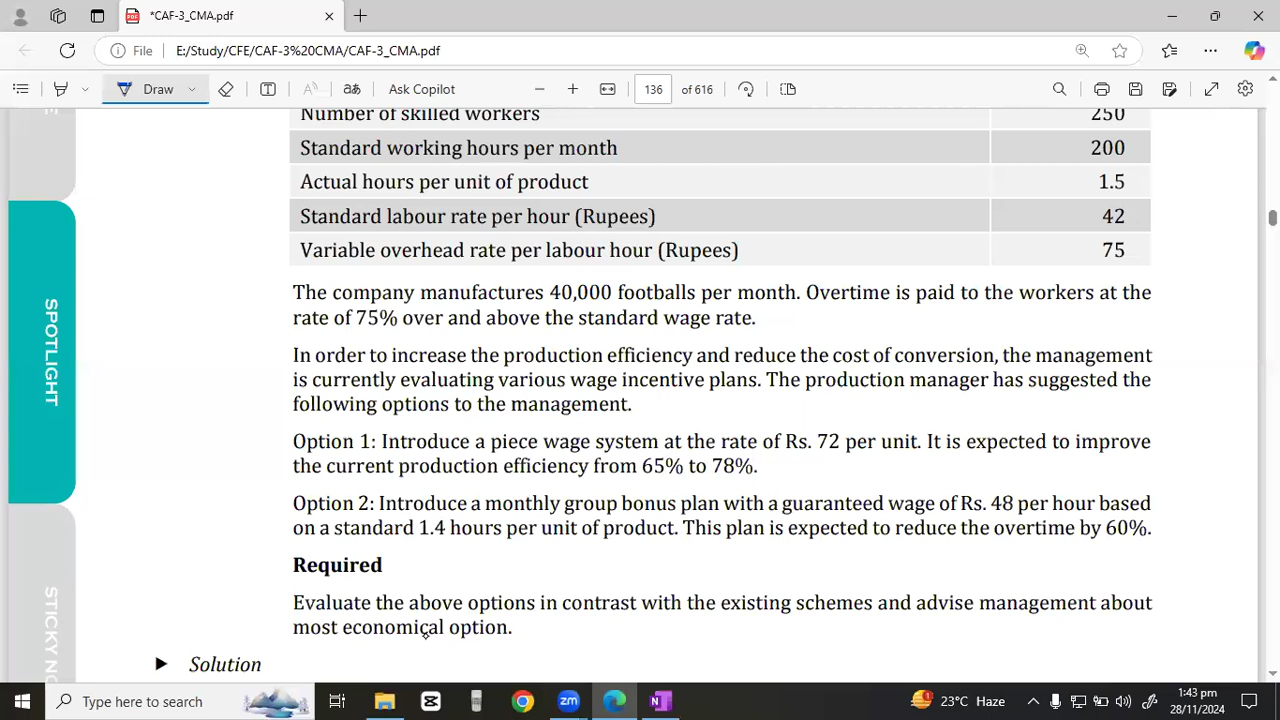 *CAF-3_CMA.pdf
File
E:/Study/CFE/CAF-3%20CMA/CAF-3_CMA.pdf
Draw
aあ
Ask Copilot
136 of 616
Number of skilled workers 250
Standard working hours per month 200
Actual hours per unit of product 1.5
Standard labour rate per hour (Rupees) 42
Variable overhead rate per labour hour (Rupees) 75
The company manufactures 40,000 footballs per month. Overtime is paid to the workers at the
rate of 75% over and above the standard wage rate.
In order to increase the production efficiency and reduce the cost of conversion, the management
is currently evaluating various wage incentive plans. The production manager has suggested the
following options to the management.
Option 1: Introduce a piece wage system at the rate of Rs. 72 per unit. It is expected to improve
the current production efficiency from 65% to 78%.
Option 2: Introduce a monthly group bonus plan with a guaranteed wage of Rs. 48 per hour based
on a standard 1.4 hours per unit of product. This plan is expected to reduce the overtime by 60%.
Required
Evaluate the above options in contrast with the existing schemes and advise management about
most economical option.
Solution
SPOTLIGHT
STICKY NO
Type here to search
zm
N
1
23°C Haze
1:43 pm
28/11/2024